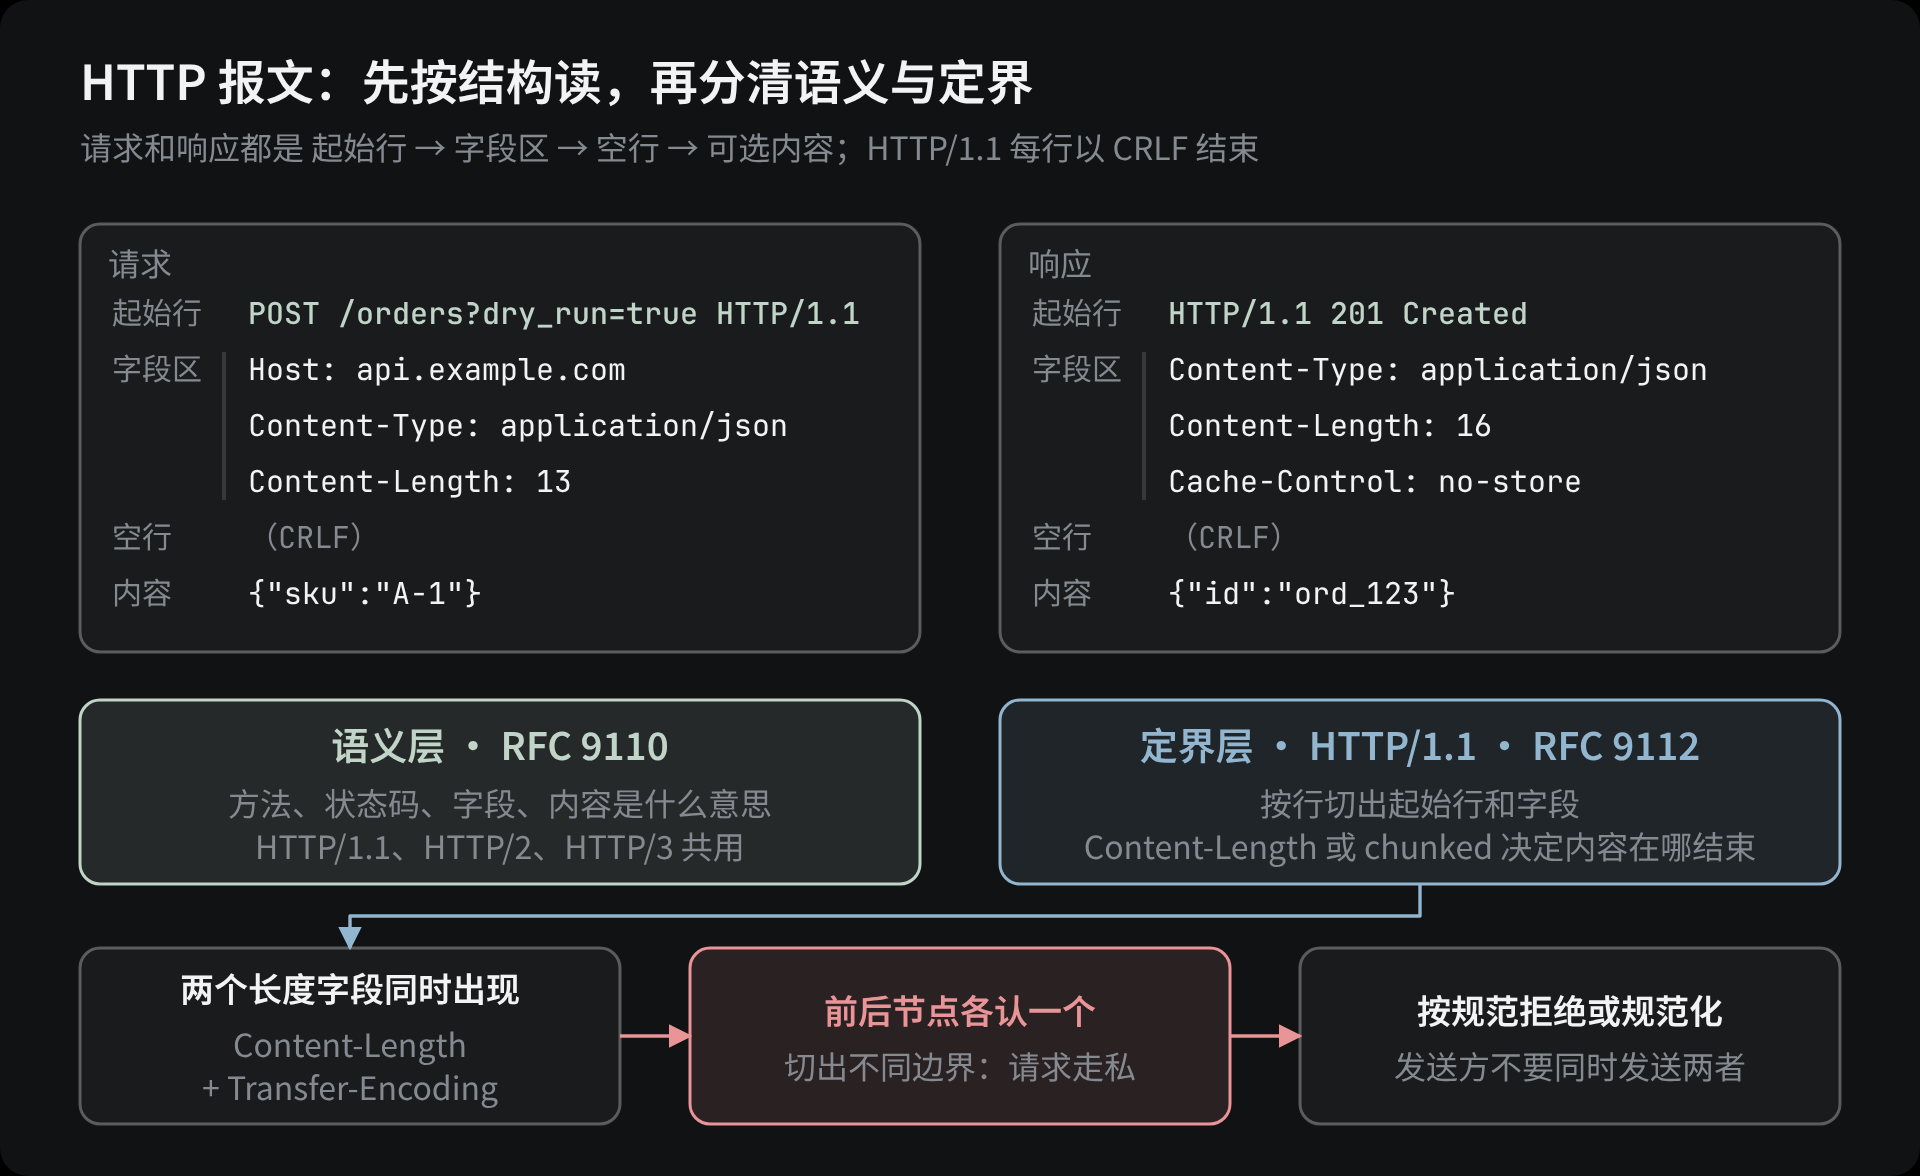 HTTP 报文：先按结构读，再分清语义与定界
请求和响应都是 起始行 → 字段区 → 空行 → 可选内容；HTTP/1.1 每行以 CRLF 结束
请求
起始行 POST /orders?dry_run=true HTTP/1.1
字段区 Host: api.example.com
Content-Type: application/json
Content-Length: 13
空行 （CRLF）
内容 {"sku":"A-1"}
响应
起始行 HTTP/1.1 201 Created
字段区 Content-Type: application/json
Content-Length: 16
Cache-Control: no-store
空行 （CRLF）
内容 {"id":"ord_123"}
语义层 · RFC 9110
方法、状态码、字段、内容是什么意思
HTTP/1.1、HTTP/2、HTTP/3 共用
定界层 · HTTP/1.1 · RFC 9112
按行切出起始行和字段
Content-Length 或 chunked 决定内容在哪结束
两个长度字段同时出现
Content-Length
+ Transfer-Encoding
前后节点各认一个
切出不同边界：请求走私
按规范拒绝或规范化
发送方不要同时发送两者